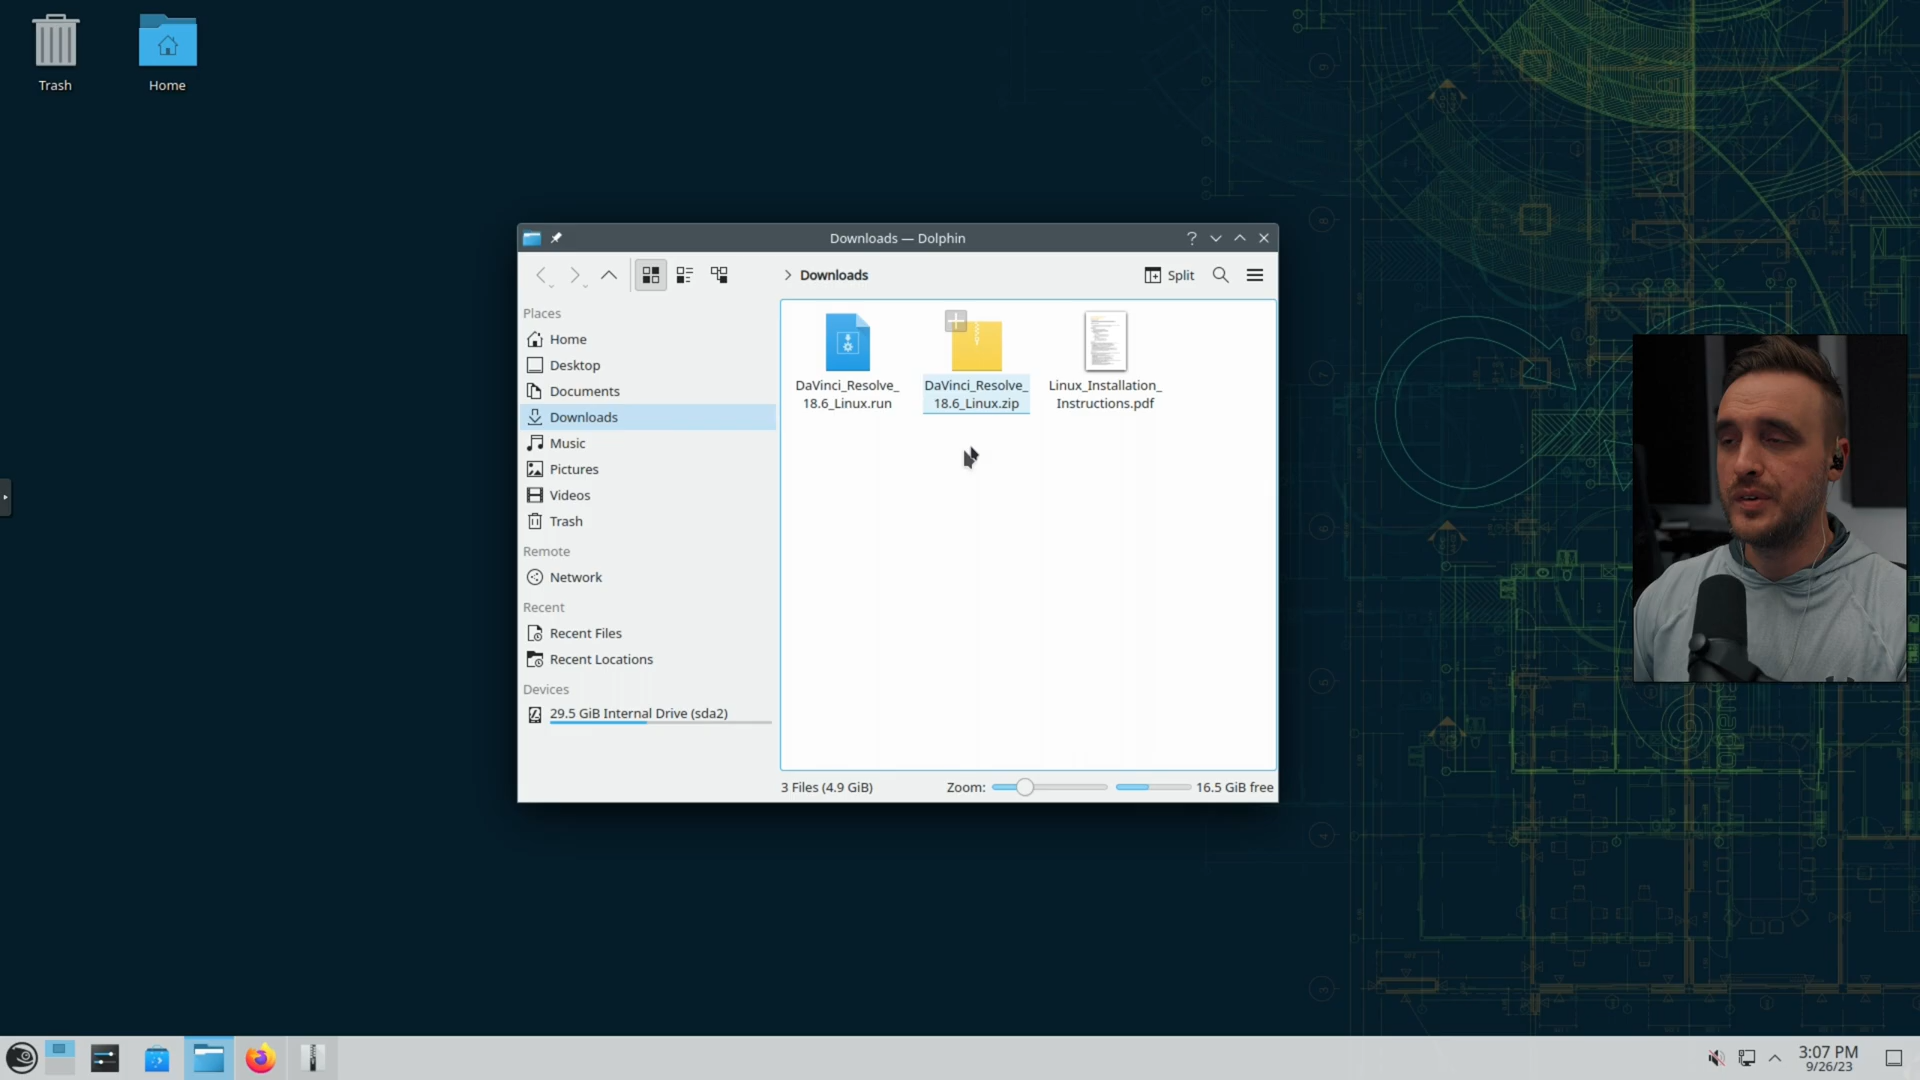 Trash
Home
Downloads — Dolphin
Downloads
Split
Places
Home
Desktop
Documents
Downloads
Music
Pictures
Videos
Trash
Remote
Network
Recent
Recent Files
Recent Locations
Devices
29.5 GiB Internal Drive (sda2)
DaVinci_Resolve_
18.6_Linux.run
DaVinci_Resolve_
18.6_Linux.zip
Linux_Installation_
Instructions.pdf
3 Files (4.9 GiB)
Zoom:
16.5 GiB free
3:07 PM
9/26/23